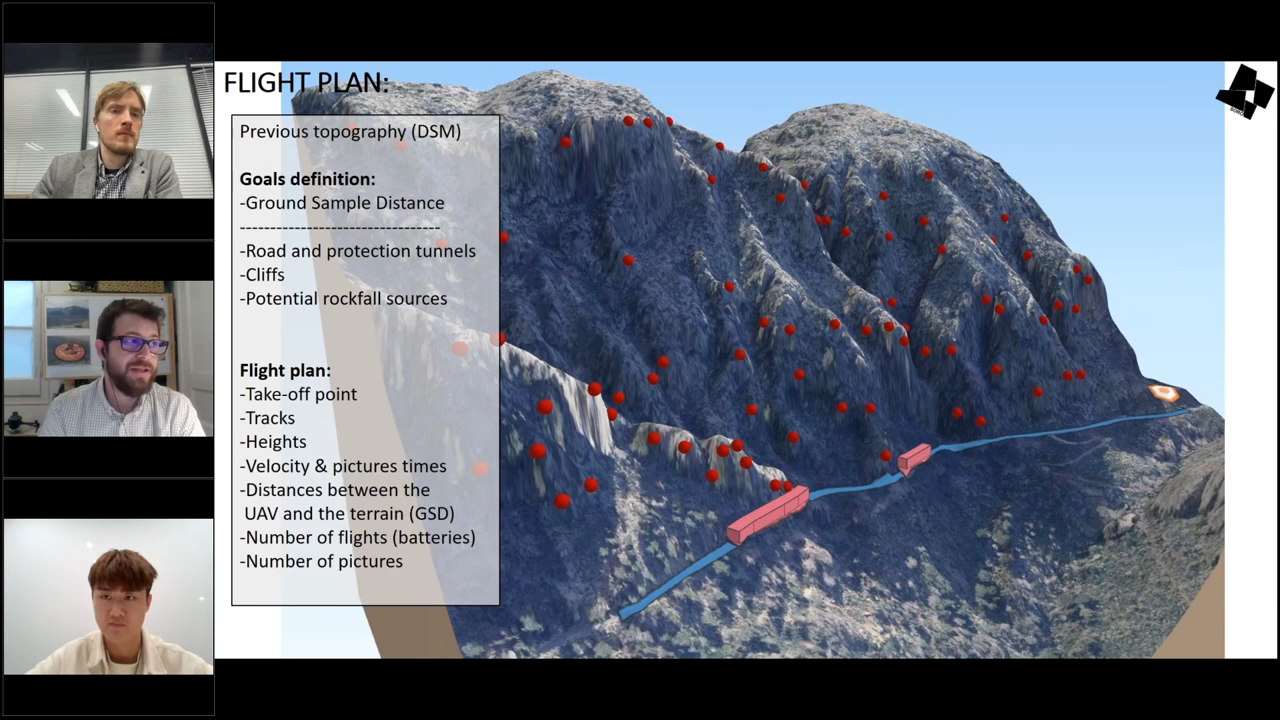 FLIGHT PLAN:
Previous topography (DSM)
Goals definition:
-Ground Sample Distance
---------------------------------
-Road and protection tunnels
-Cliffs
-Potential rockfall sources
Flight plan:
-Take-off point
-Tracks
-Heights
-Velocity & pictures times
-Distances between the
UAV and the terrain (GSD)
-Number of flights (batteries)
-Number of pictures